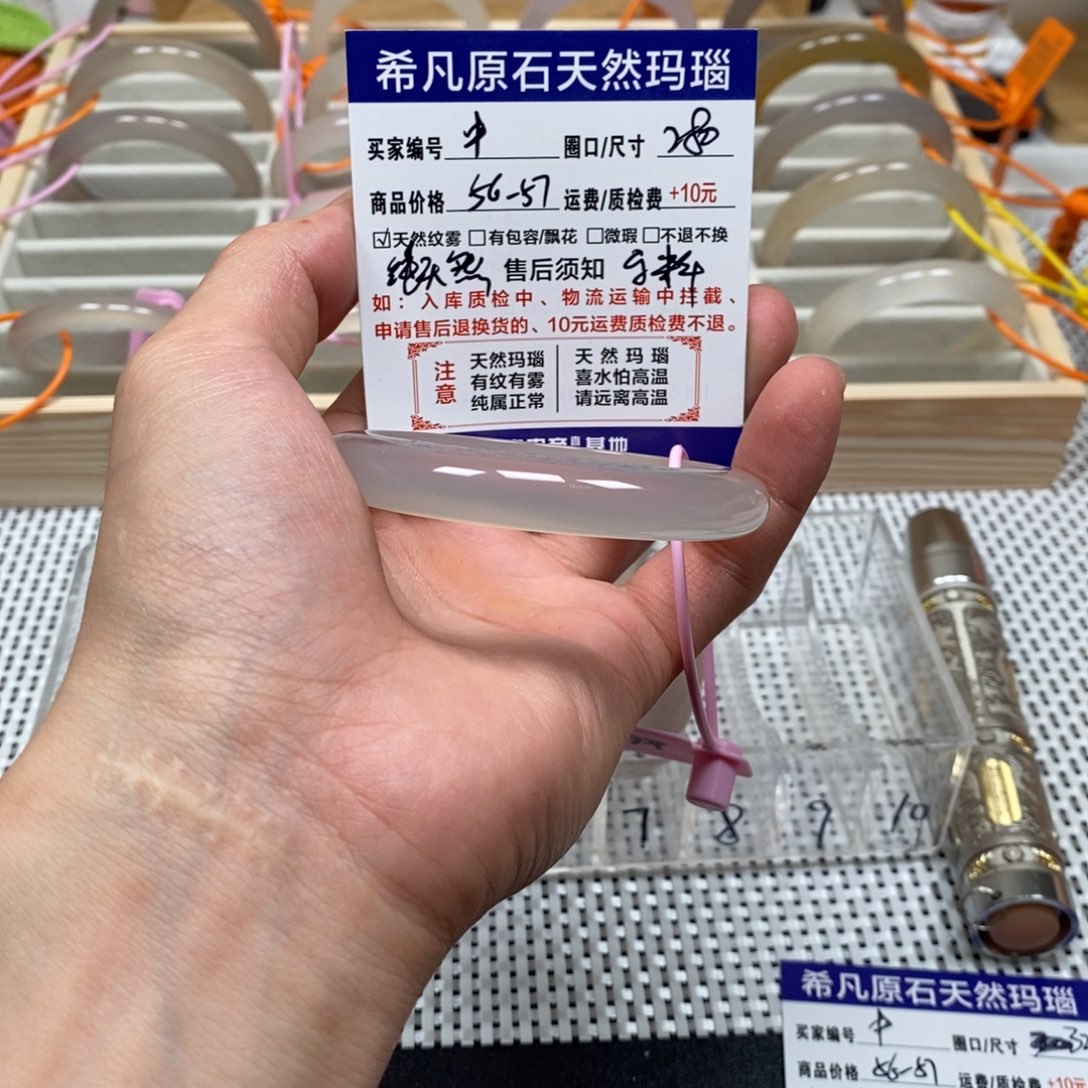 希凡原石天然玛瑙
买家编号 中 圈口/尺寸 280
商品价格 56-57 运费/质检费 +10元
☑天然纹雾 □有包容/飘花 □微瑕 □不退不换
纯天然 售后须知
如：入库质检中、物流运输中拦截、
申请售后退换货的、10元运费质检费不退。
注意
天然玛瑙
有纹有雾
纯属正常
天然玛瑙
喜水怕高温
请远离高温
基地
7 8 9 10
希凡原石天然玛瑙
买家编号 中 圈口/尺寸
商品价格 56-57 运费/质检费 +10元